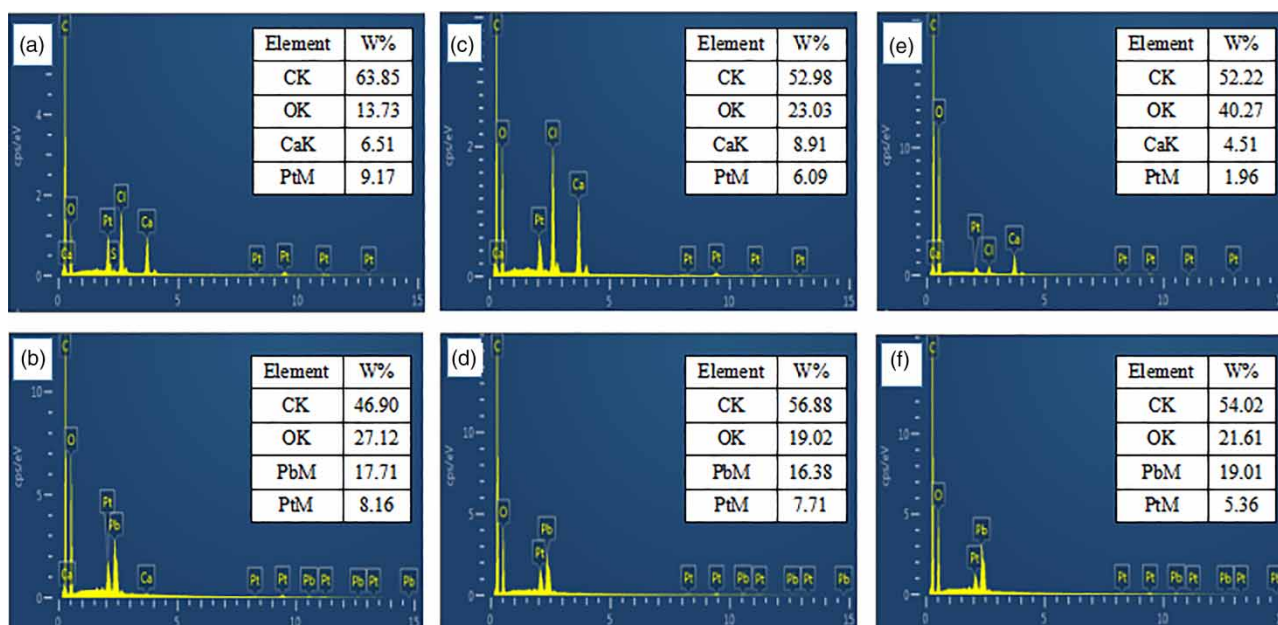 (a)
Element W%
CK 63.85
OK 13.73
CaK 6.51
PtM 9.17
C
O
Ca
Pt
S
Cl
Ca
Pt
Pt
Pt
Pt
cps/eV
4
2
0
0 5 10 15
(c)
Element W%
CK 52.98
OK 23.03
CaK 8.91
PtM 6.09
C
O
Ca
Pt
Cl
Ca
Pt
Pt
Pt
Pt
cps/eV
2
0
0 5 10 15
(e)
Element W%
CK 52.22
OK 40.27
CaK 4.51
PtM 1.96
C
O
Ca
Pt
Cl
Ca
Pt
Pt
Pt
Pt
cps/eV
10
0
0 5 10
(b)
Element W%
CK 46.90
OK 27.12
PbM 17.71
PtM 8.16
C
O
Ca
Pt
Pb
Ca
Pt
Pt
Pb
Pt
Pb
Pt
Pb
cps/eV
10
5
0
0 5 10 15
(d)
Element W%
CK 56.88
OK 19.02
PbM 16.38
PtM 7.71
C
O
Pt
Pb
Pt
Pt
Pb
Pt
Pb
Pt
Pb
cps/eV
10
5
0
0 5 10 15
(f)
Element W%
CK 54.02
OK 21.61
PbM 19.01
PtM 5.36
C
O
Pt
Pb
Pt
Pt
Pb
Pt
Pb
Pt
cps/eV
10
5
0
0 5 10